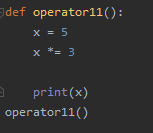 def operator11():
    x = 5
    x *= 3

    print(x)
operator11()